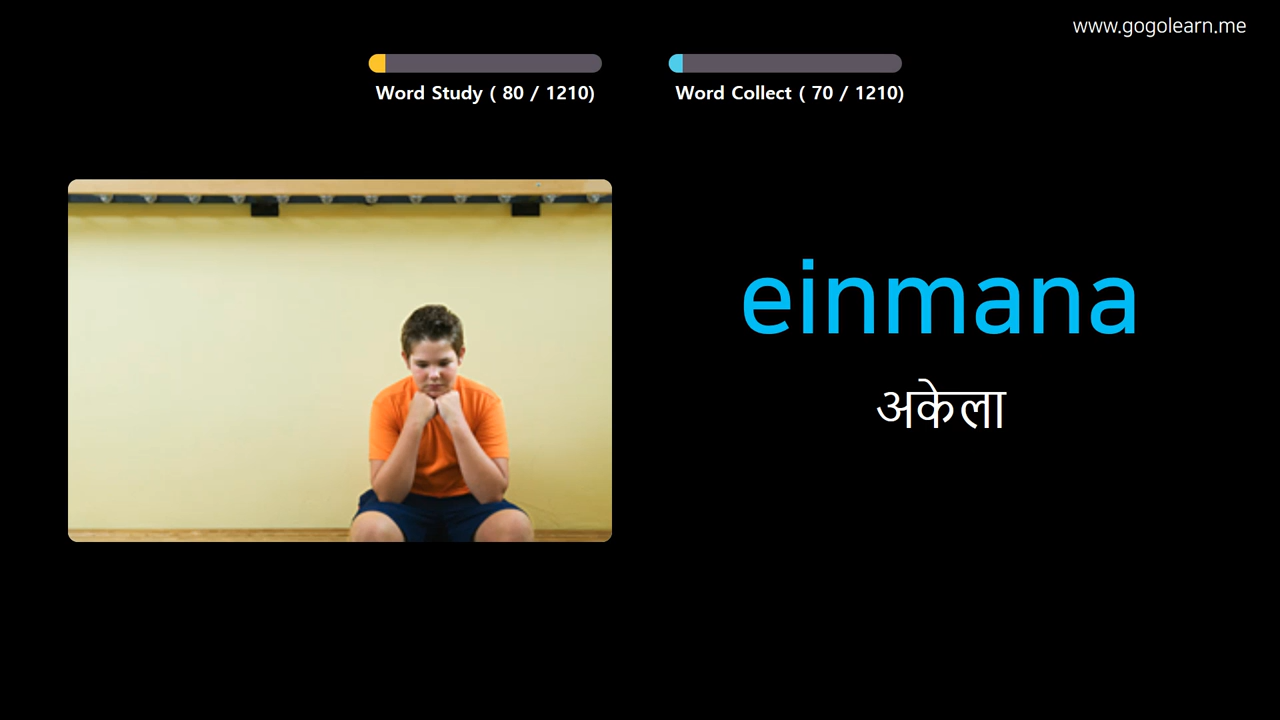 www.gogolearn.me
Word Study ( 80 / 1210)
Word Collect ( 70 / 1210)
einmana
अकेला